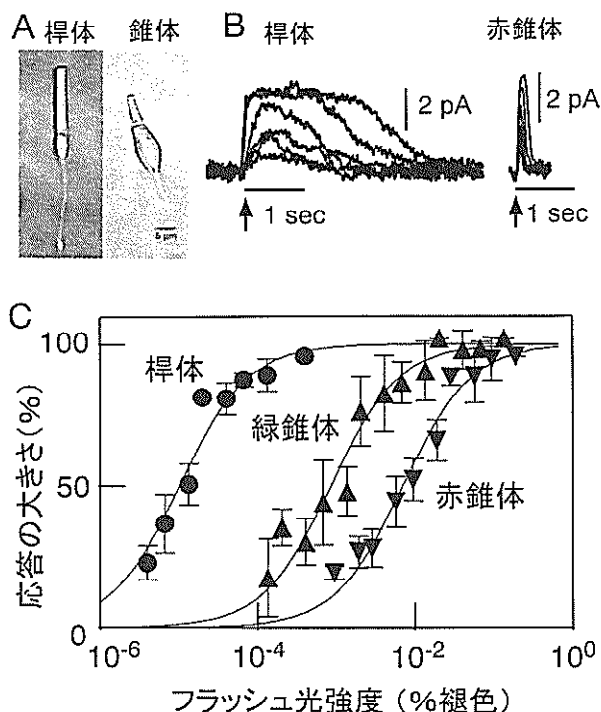 A 桿体 錐体
5 μm
B 桿体 赤錐体
2 pA 2 pA
1 sec 1 sec
C
桿体
緑錐体
赤錐体
応答の大きさ(%)
100
50
0
10⁻⁶ 10⁻⁴ 10⁻² 10⁰
フラッシュ光強度(%褪色)